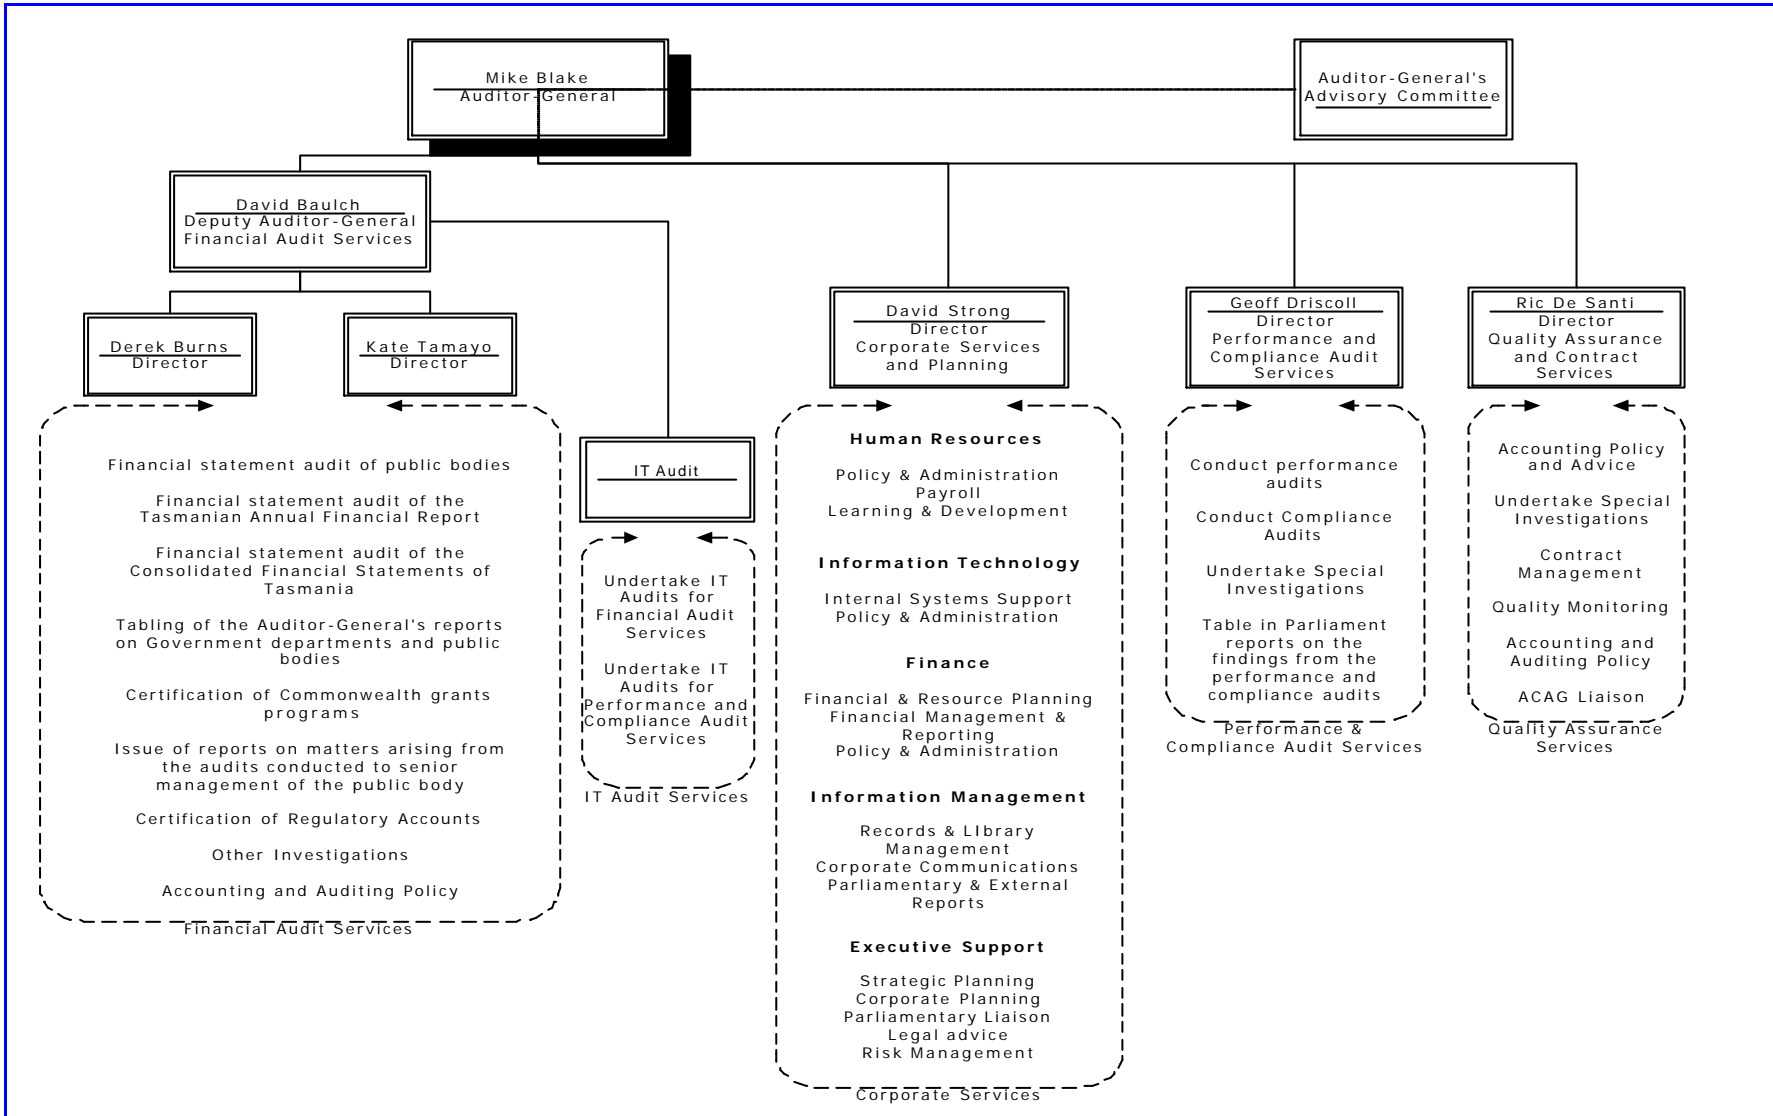 Mike Blake
Auditor-General
Auditor-General's
Advisory Committee
David Baulch
Deputy Auditor-General
Financial Audit Services
Derek Burns
Director
Kate Tamayo
Director
David Strong
Director
Corporate Services
and Planning
Geoff Driscoll
Director
Performance and
Compliance Audit
Services
Ric De Santi
Director
Quality Assurance
and Contract
Services
Financial statement audit of public bodies
Financial statement audit of the
Tasmanian Annual Financial Report
Financial statement audit of the
Consolidated Financial Statements of
Tasmania
Tabling of the Auditor-General's reports
on Government departments and public
bodies
Certification of Commonwealth grants
programs
Issue of reports on matters arising from
the audits conducted to senior
management of the public body
Certification of Regulatory Accounts
Other Investigations
Accounting and Auditing Policy
Financial Audit Services
IT Audit
Undertake IT
Audits for
Financial Audit
Services
Undertake IT
Audits for
Performance and
Compliance Audit
Services
IT Audit Services
Human Resources
Policy & Administration
Payroll
Learning & Development
Information Technology
Internal Systems Support
Policy & Administration
Finance
Financial & Resource Planning
Financial Management &
Reporting
Policy & Administration
Information Management
Records & LIbrary
Management
Corporate Communications
Parliamentary & External
Reports
Executive Support
Strategic Planning
Corporate Planning
Parliamentary Liaison
Legal advice
Risk Management
Corporate Services
Conduct performance
audits
Conduct Compliance
Audits
Undertake Special
Investigations
Table in Parliament
reports on the
findings from the
performance and
compliance audits
Performance &
Compliance Audit Services
Accounting Policy
and Advice
Undertake Special
Investigations
Contract
Management
Quality Monitoring
Accounting and
Auditing Policy
ACAG Liaison
Quality Assurance
Services